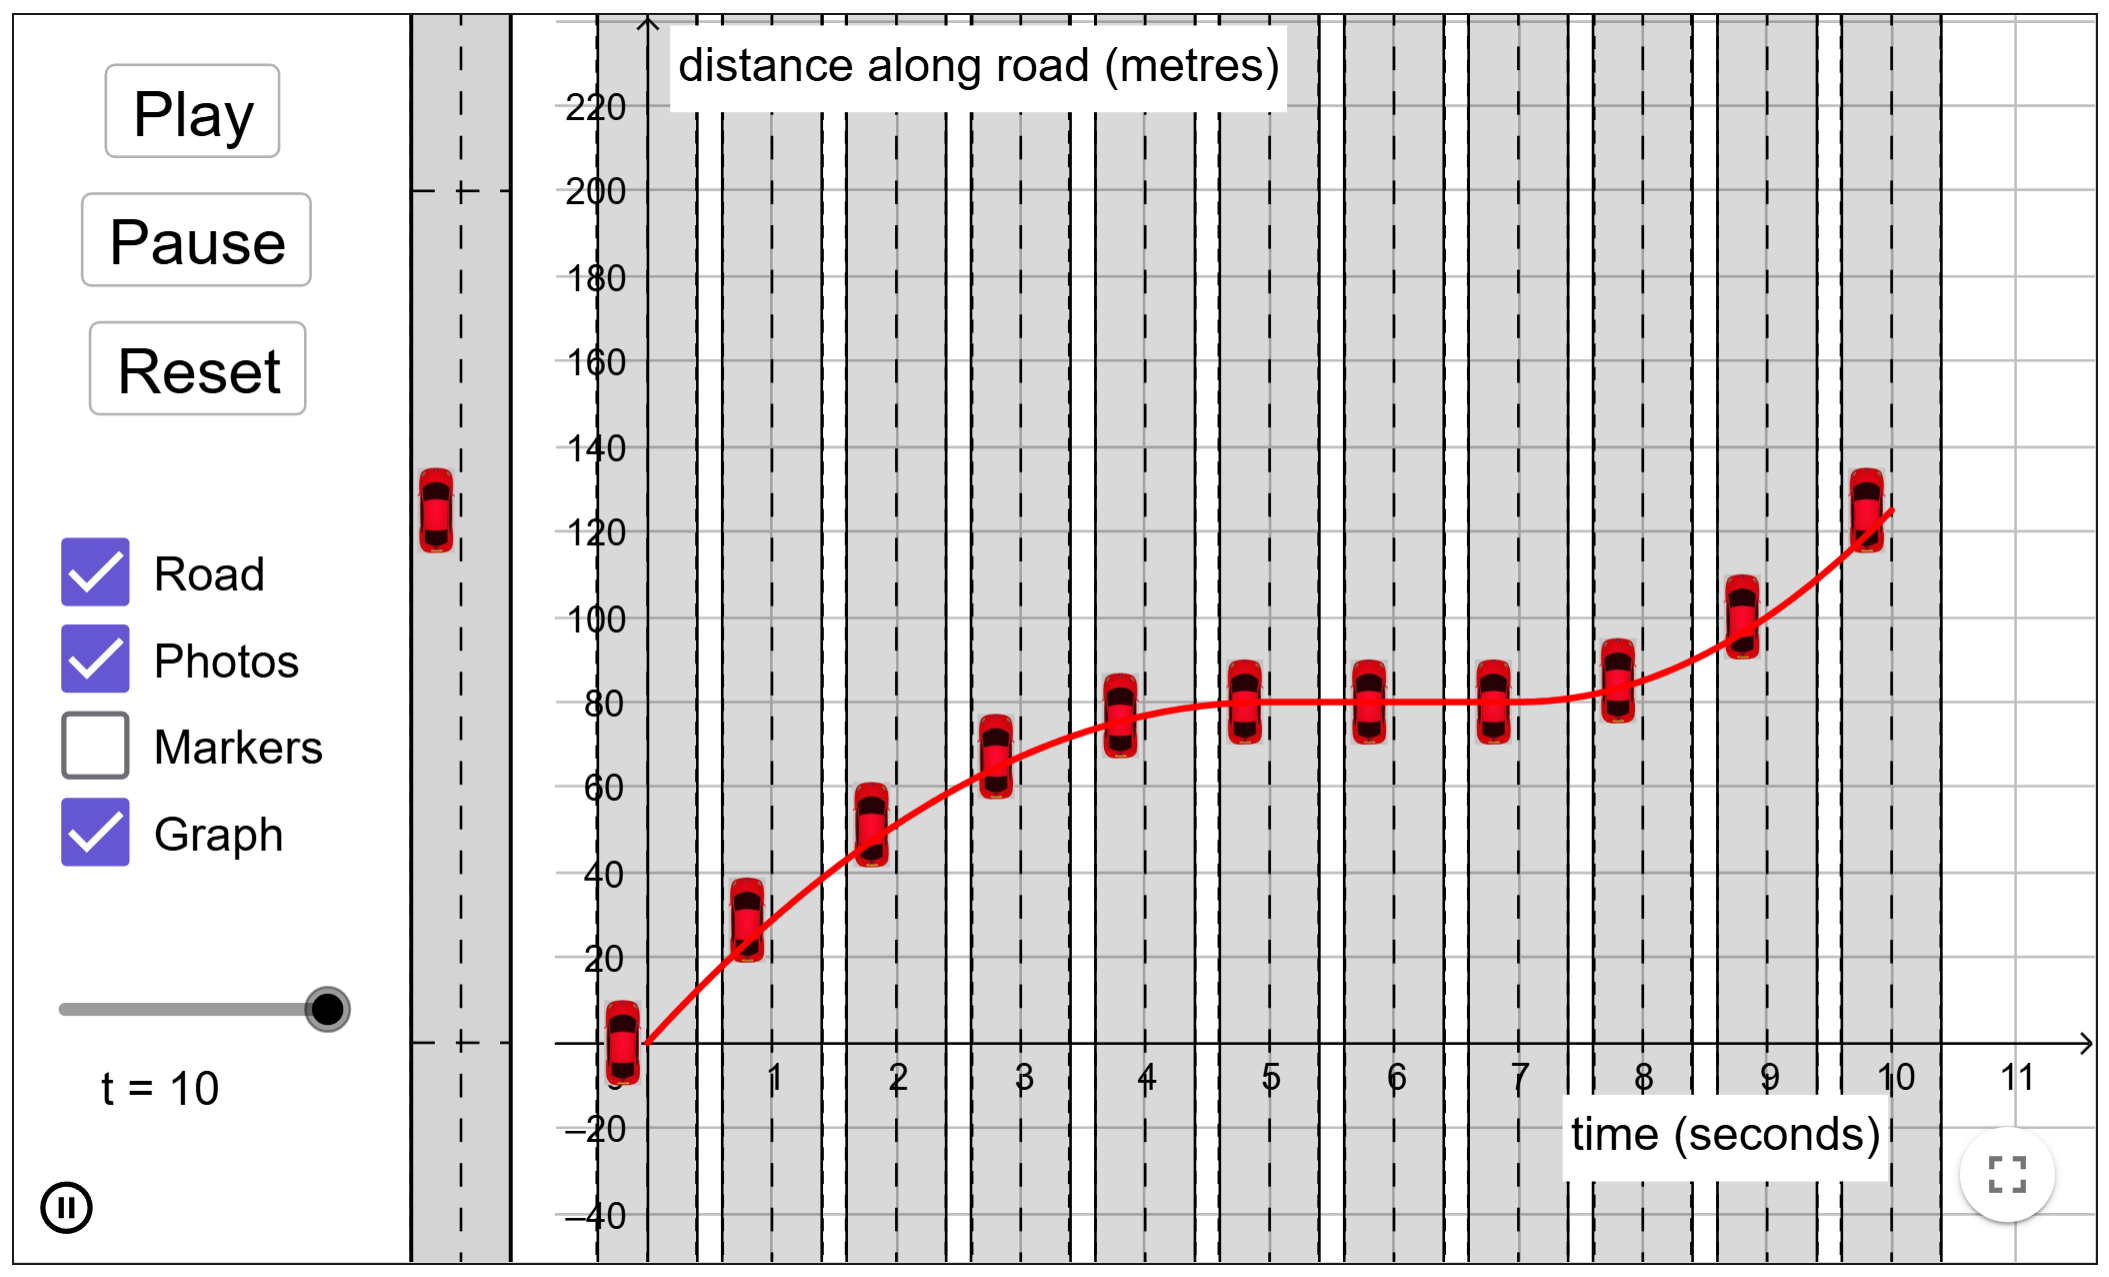 Play
Pause
Reset
Road
Photos
Markers
Graph
t = 10
distance along road (metres)
220
200
180
160
140
120
100
80
60
40
20
–20
–40
1
2
3
4
5
6
7
8
9
10
11
time (seconds)